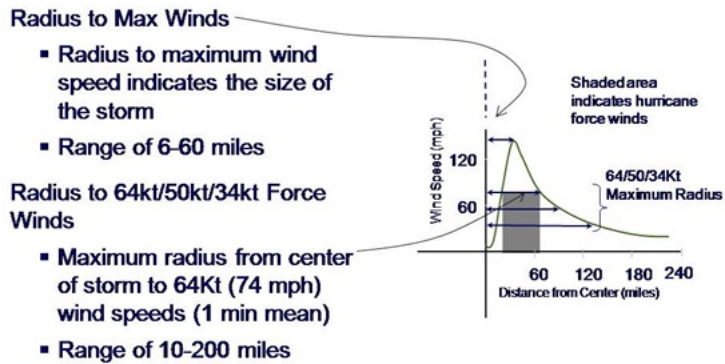 Radius to Max Winds
▪ Radius to maximum wind
speed indicates the size of
the storm
▪ Range of 6-60 miles
Radius to 64kt/50kt/34kt Force
Winds
▪ Maximum radius from center
of storm to 64Kt (74 mph)
wind speeds (1 min mean)
▪ Range of 10-200 miles
Shaded area
indicates hurricane
force winds
Wind Speed (mph)
120
60
64/50/34Kt
Maximum Radius
60 120 180 240
Distance from Center (miles)